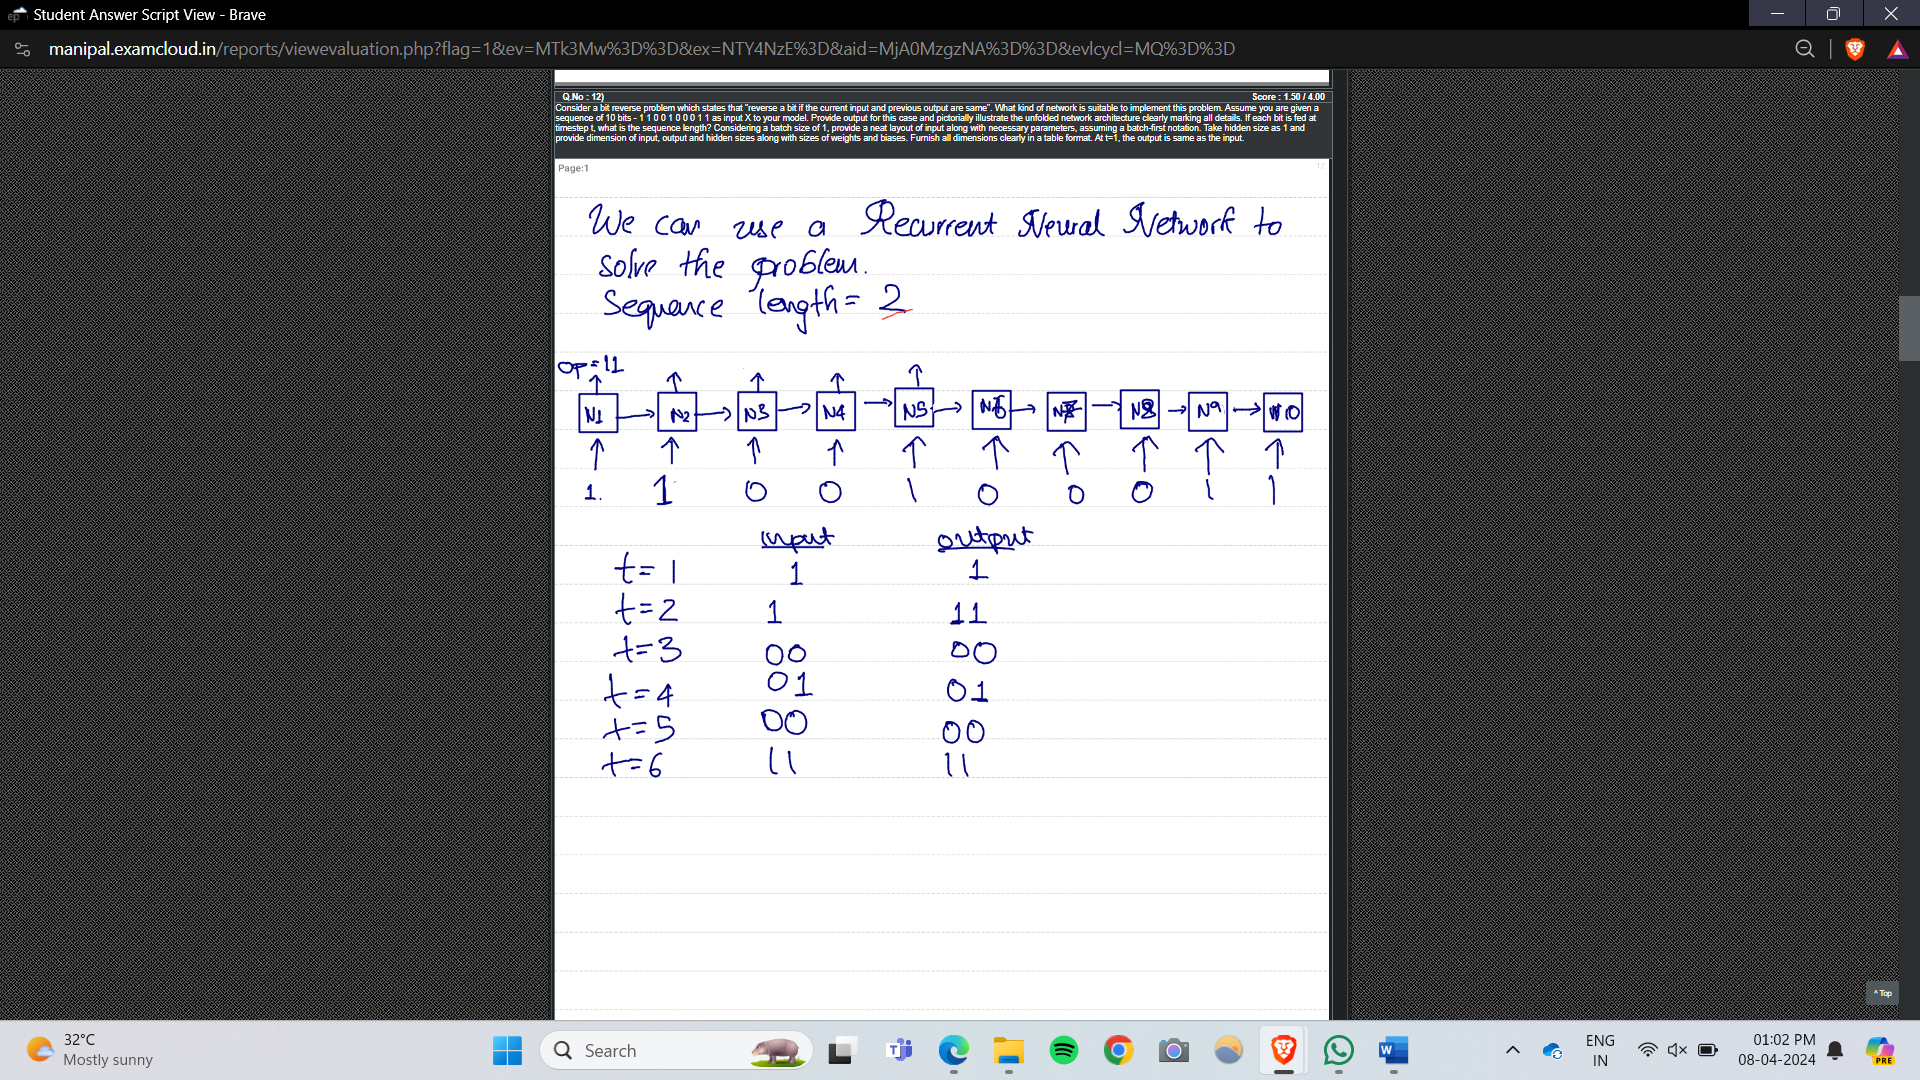 Student Answer Script View - Brave
manipal.examcloud.in/reports/viewevaluation.php?flag=1&ev=MTk3Mw%3D%3D&ex=NTY4NzE%3D&aid=MjA0MzgzNA%3D%3D&evlcycl=MQ%3D%3D
Q.No : 12) Score : 1.50 / 4.00
Consider a bit reverse problem which states that "reverse a bit if the current input and previous output are same". What kind of network is suitable to implement this problem. Assume you are given a
sequence of 10 bits - 1 1 0 0 1 0 0 0 1 1 as input X to your model. Provide output for this case and pictorially illustrate the unfolded network architecture clearly marking all details. If each bit is fed at
timestep t, what is the sequence length? Considering a batch size of 1, provide a neat layout of input along with necessary parameters, assuming a batch-first notation. Take hidden size as 1 and
provide dimension of input, output and hidden sizes along with sizes of weights and biases. Furnish all dimensions clearly in a table format. At t=1, the output is same as the input.
Page:1 12
We can use a Recurrent Neural Network to
solve the problem.
Sequence length = 2
OP = 11
N1 N2 N3 N4 N5 N6 N7 N8 N9 N10
1. 1 0 0 1 0 0 0 1 1
input output
t= 1 1 1
t=2 1 11
t=3 00 00
t=4 01 01
t=5 00 00
t=6 11 11
^ Top
32°C
Mostly sunny
Search
ENG
IN
01:02 PM
08-04-2024
PRE